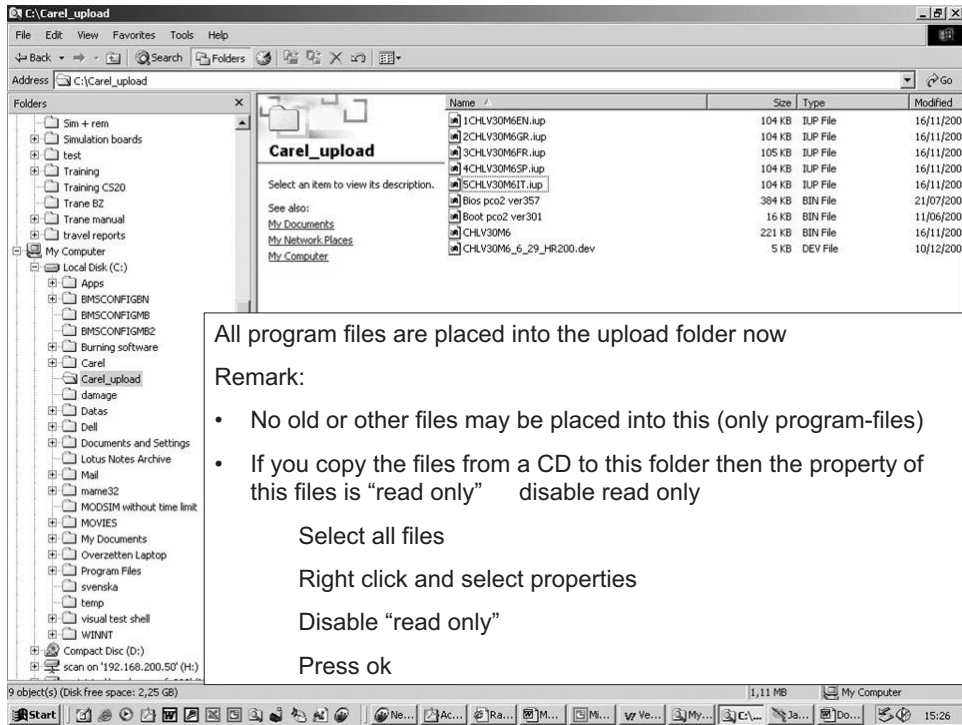 C:\Carel_upload
File Edit View Favorites Tools Help
Back Search Folders
Address C:\Carel_upload Go
Folders
Sim + rem
Simulation boards
test
Training
Training CS20
Trane BZ
Trane manual
travel reports
My Computer
Local Disk (C:)
Apps
BMSCONFIGBN
BMSCONFIGMB
BMSCONFIGMB2
Burning software
Carel
Carel_upload
damage
Datas
Dell
Documents and Settings
Lotus Notes Archive
Mail
mame32
MODSIM without time limit
MOVIES
My Documents
Overzetten Laptop
Program Files
svenska
temp
visual test shell
WINNT
Compact Disc (D:)
scan on '192.168.200.50' (H:)
Carel_upload
Select an item to view its description.
See also:
My Documents
My Network Places
My Computer
Name Size Type Modified
1CHLV30M6EN.iup 104 KB IUP File 16/11/200
2CHLV30M6GR.iup 104 KB IUP File 16/11/200
3CHLV30M6FR.iup 105 KB IUP File 16/11/200
4CHLV30M6SP.iup 104 KB IUP File 16/11/200
5CHLV30M6IT.iup 104 KB IUP File 16/11/200
Bios pco2 ver357 384 KB BIN File 21/07/200
Boot pco2 ver301 16 KB BIN File 11/06/200
CHLV30M6 221 KB BIN File 16/11/200
CHLV30M6_6_29_HR200.dev 5 KB DEV File 10/12/200
All program files are placed into the upload folder now
Remark:
• No old or other files may be placed into this (only program-files)
• If you copy the files from a CD to this folder then the property of
this files is “read only” disable read only
Select all files
Right click and select properties
Disable “read only”
Press ok
9 object(s) (Disk free space: 2,25 GB) 1,11 MB My Computer
Start Ne... Ac... Ra... M... Mi... Ve... My... C:\... Ja... Do... 15:26